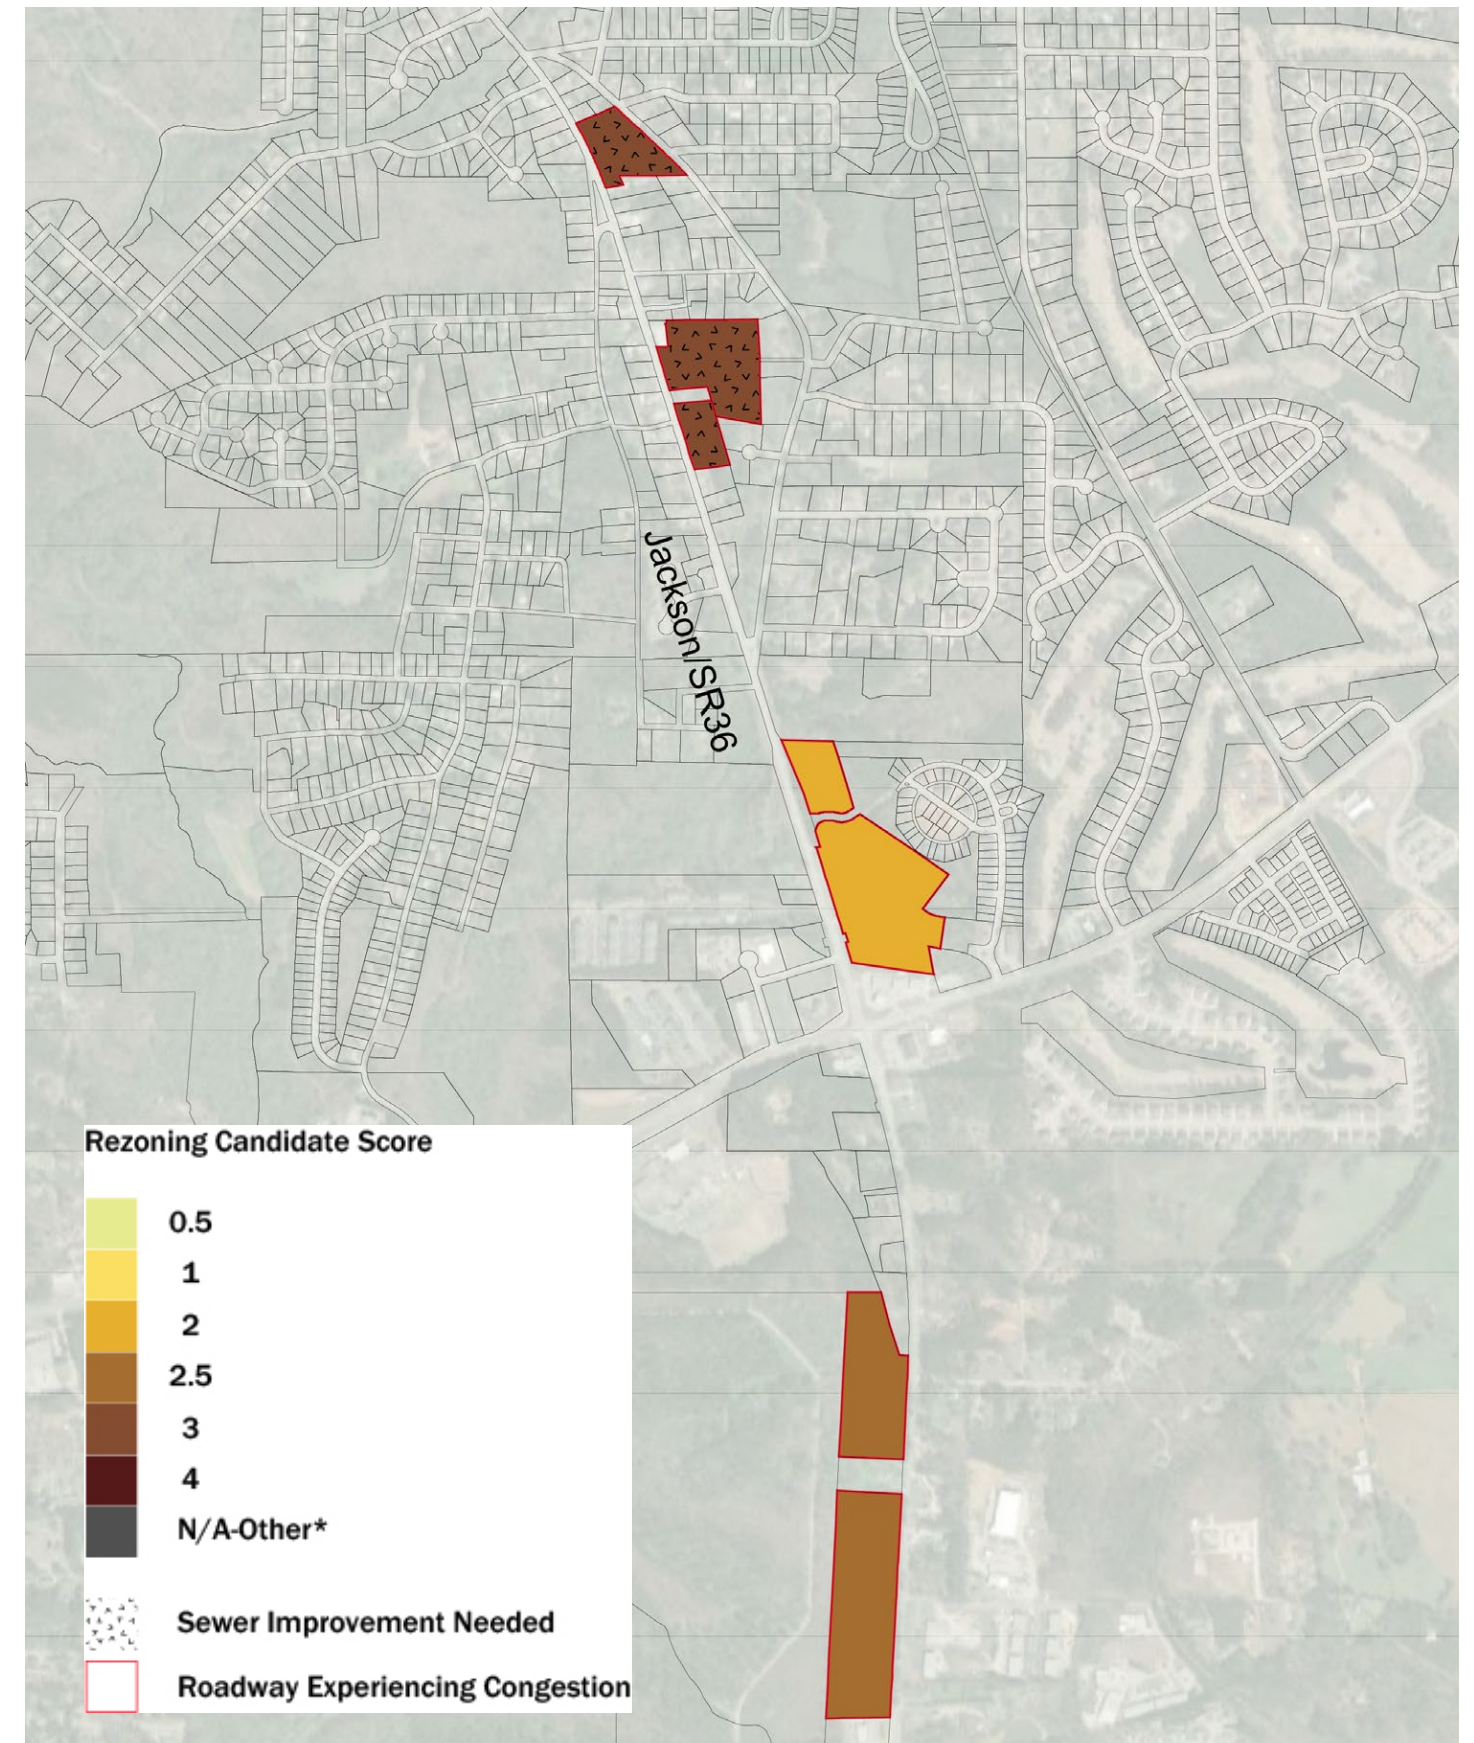 Jackson/SR36
Rezoning Candidate Score
0.5
1
2
2.5
3
4
N/A-Other*
Sewer Improvement Needed
Roadway Experiencing Congestion